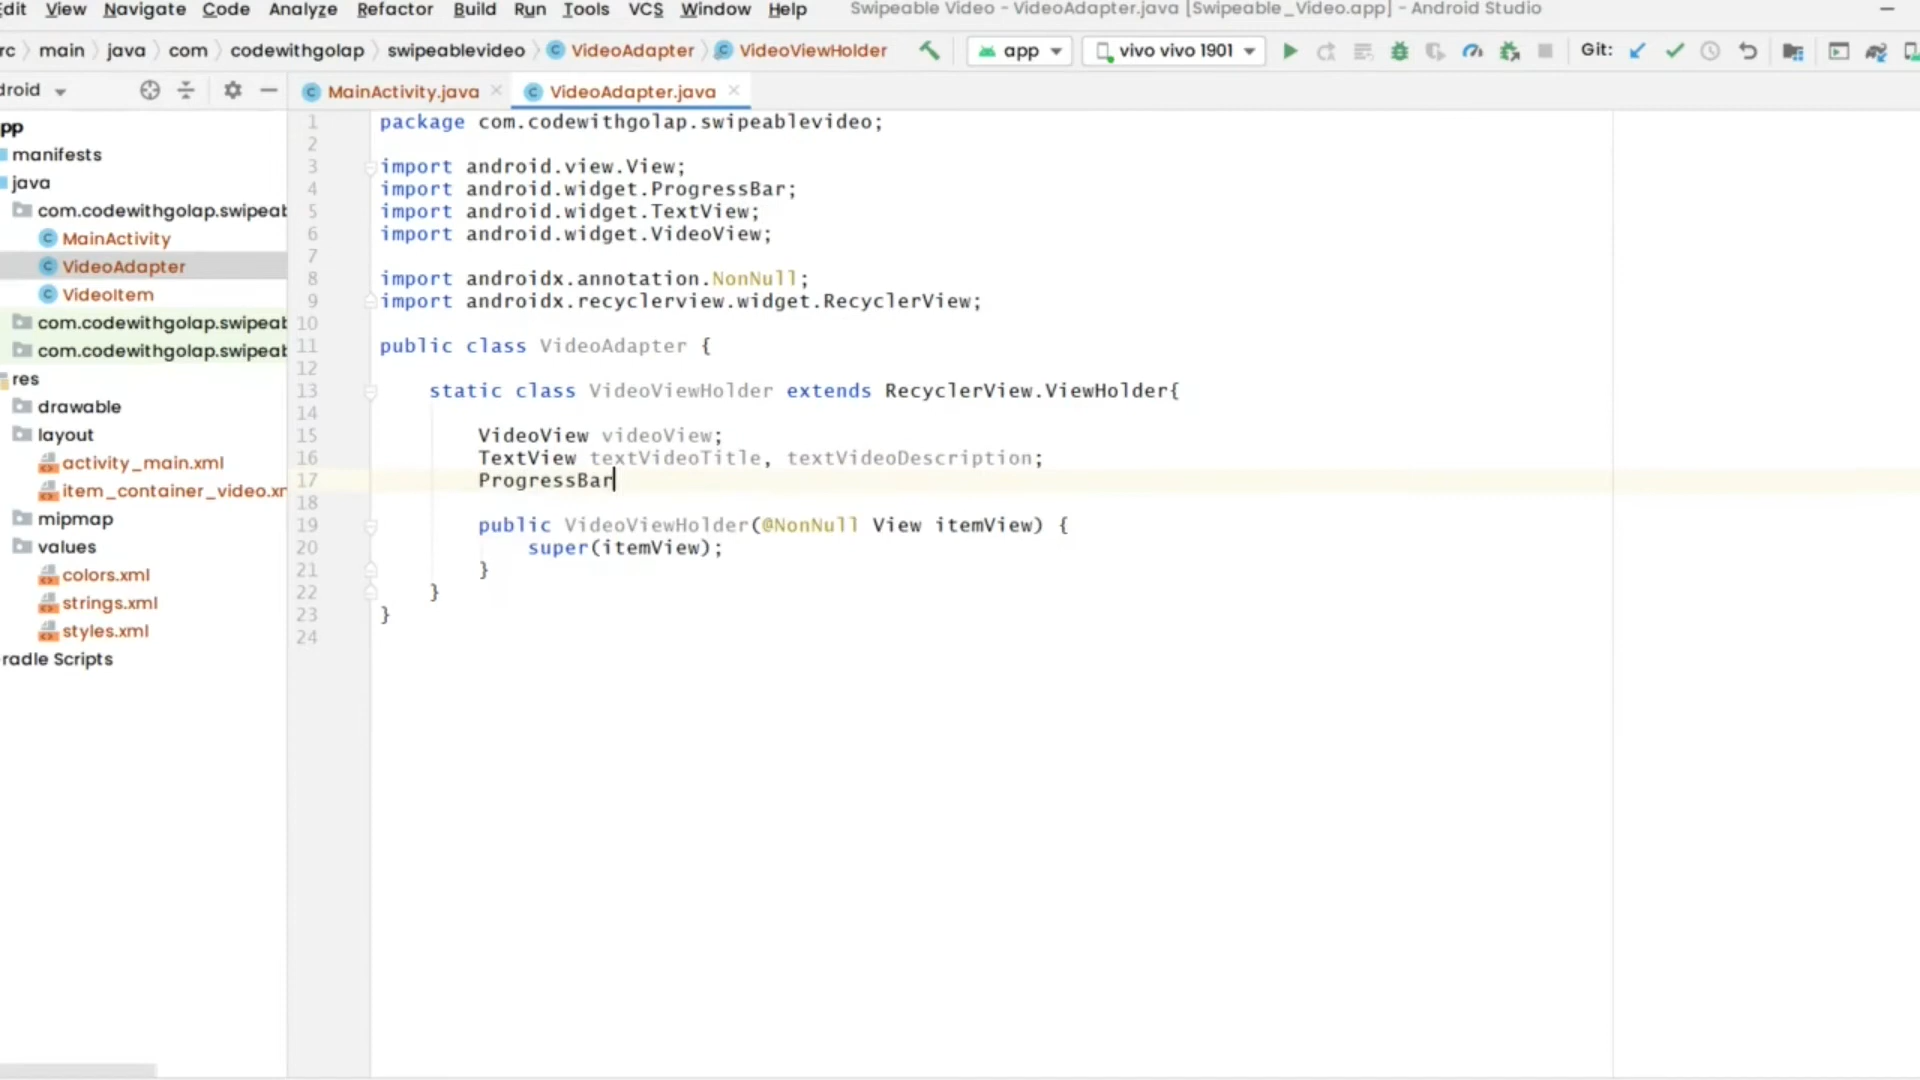 Edit View Navigate Code Analyze Refactor Build Run Tools VCS Window Help Swipeable Video - VideoAdapter.java [Swipeable_Video.app] - Android Studio
rc main java com codewithgolap swipeablevideo VideoAdapter VideoViewHolder app vivo vivo 1901 Git:
droid MainActivity.java VideoAdapter.java
pp
manifests
java
com.codewithgolap.swipeab
MainActivity
VideoAdapter
VideoItem
com.codewithgolap.swipeab
com.codewithgolap.swipeab
res
drawable
layout
activity_main.xml
item_container_video.xm
mipmap
values
colors.xml
strings.xml
styles.xml
radle Scripts
1 package com.codewithgolap.swipeablevideo;
2
3 import android.view.View;
4 import android.widget.ProgressBar;
5 import android.widget.TextView;
6 import android.widget.VideoView;
7
8 import androidx.annotation.NonNull;
9 import androidx.recyclerview.widget.RecyclerView;
10
11 public class VideoAdapter {
12
13 static class VideoViewHolder extends RecyclerView.ViewHolder{
14
15 VideoView videoView;
16 TextView textVideoTitle, textVideoDescription;
17 ProgressBar
18
19 public VideoViewHolder(@NonNull View itemView) {
20 super(itemView);
21 }
22 }
23 }
24